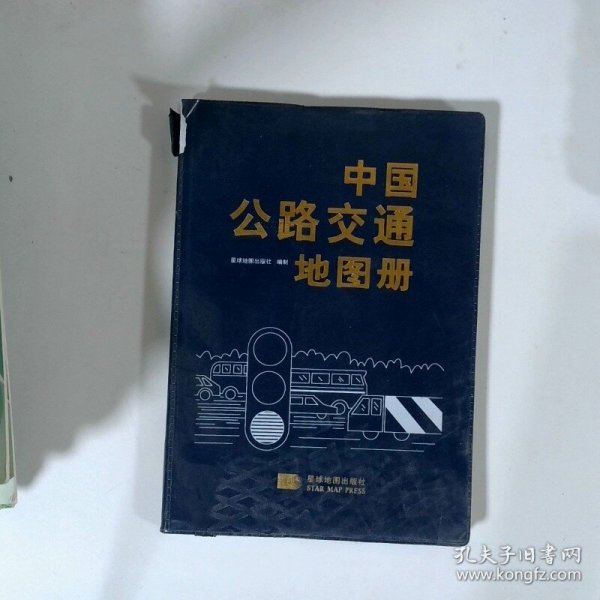 中国
公路交通
地图册
星球地图出版社 编制
星球地图出版社
STAR MAP PRESS
孔夫子旧书网
www.kongfz.com